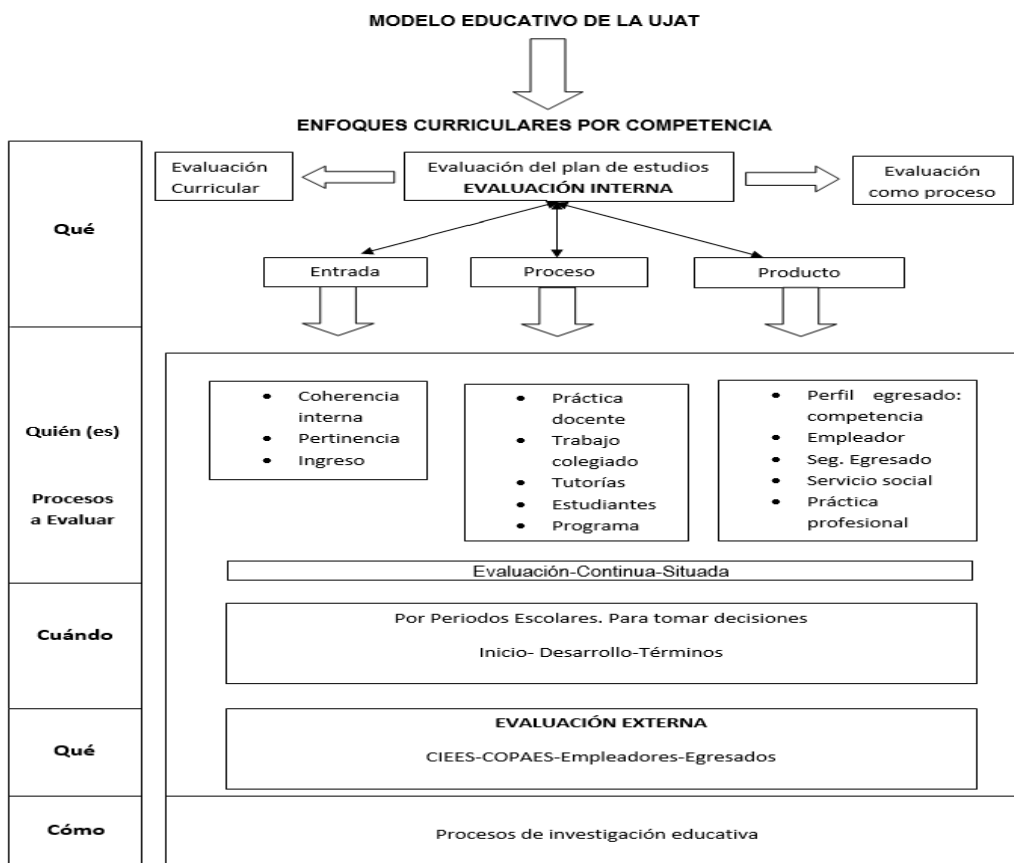 MODELO EDUCATIVO DE LA UJAT
ENFOQUES CURRICULARES POR COMPETENCIA
Qué
Evaluación
Curricular
Evaluación del plan de estudios
EVALUACIÓN INTERNA
Evaluación
como proceso
Entrada
Proceso
Producto
Quién (es)
Procesos
a Evaluar
• Coherencia
interna
• Pertinencia
• Ingreso
• Práctica
docente
• Trabajo
colegiado
• Tutorías
• Estudiantes
• Programa
• Perfil egresado:
competencia
• Empleador
• Seg. Egresado
• Servicio social
• Práctica
profesional
Evaluación-Continua-Situada
Cuándo
Por Periodos Escolares. Para tomar decisiones
Inicio- Desarrollo-Términos
Qué
EVALUACIÓN EXTERNA
CIEES-COPAES-Empleadores-Egresados
Cómo
Procesos de investigación educativa